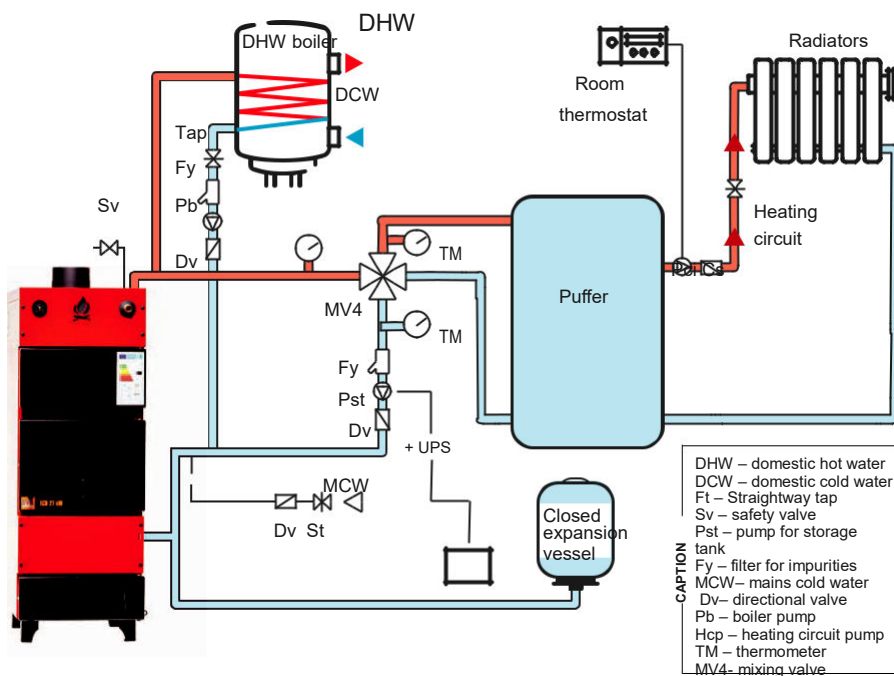 DHW
DHW boiler
DCW
Tap
Fy
Pb
Dv
Sv
Room
thermostat
Radiators
Heating
circuit
TM
MV4
TM
Puffer
Fy
Pst
Dv
+ UPS
MCW
Dv St
Closed
expansion
vessel
CAPTION
DHW – domestic hot water
DCW – domestic cold water
Ft – Straightway tap
Sv – safety valve
Pst – pump for storage
tank
Fy – filter for impurities
MCW– mains cold water
Dv– directional valve
Pb – boiler pump
Hcp – heating circuit pump
TM – thermometer
MV4- mixing valve